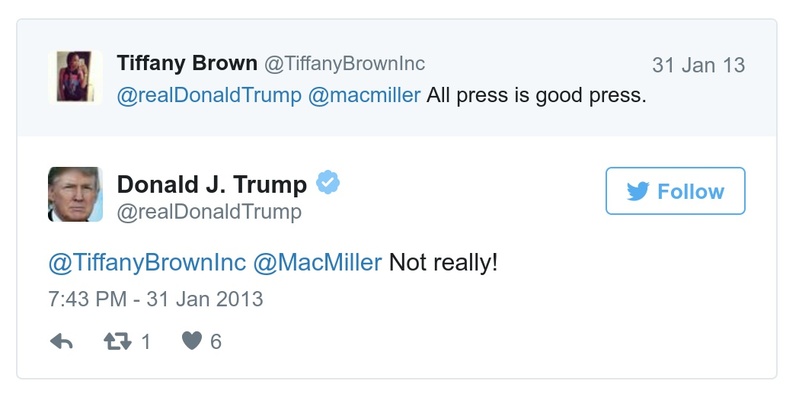 Tiffany Brown @TiffanyBrownInc 31 Jan 13
@realDonaldTrump @macmiller All press is good press.
Donald J. Trump
@realDonaldTrump
Follow
@TiffanyBrownInc @MacMiller Not really!
7:43 PM - 31 Jan 2013
1 6